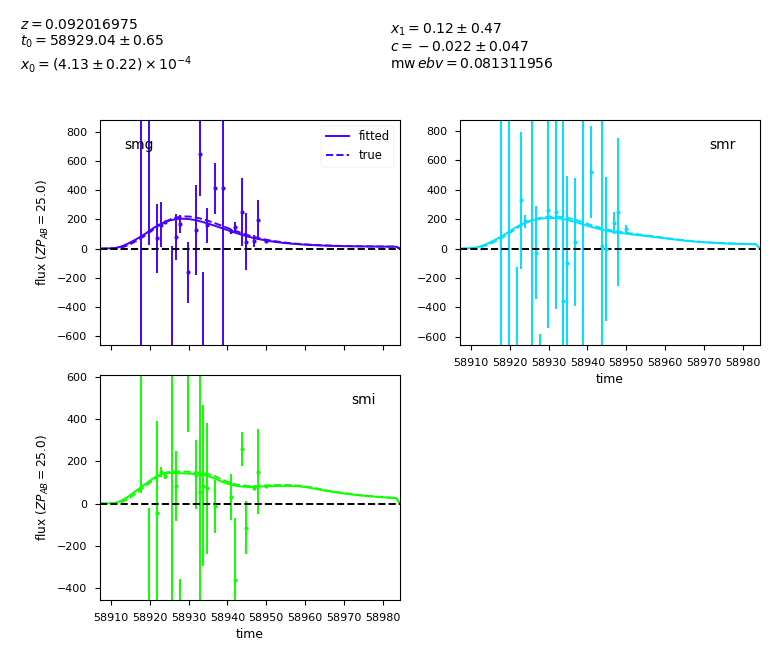 z = 0.092016975
t₀ = 58929.04 ± 0.65
x₀ = (4.13 ± 0.22) × 10⁻⁴
x₁ = 0.12 ± 0.47
c = −0.022 ± 0.047
mw ebv = 0.081311956
smg
fitted
true
800
600
400
200
0
−200
−400
−600
flux (ZP_AB = 25.0)
smr
800
600
400
200
0
−200
−400
−600
58910 58920 58930 58940 58950 58960 58970 58980
time
smi
600
400
200
0
−200
−400
flux (ZP_AB = 25.0)
58910 58920 58930 58940 58950 58960 58970 58980
time